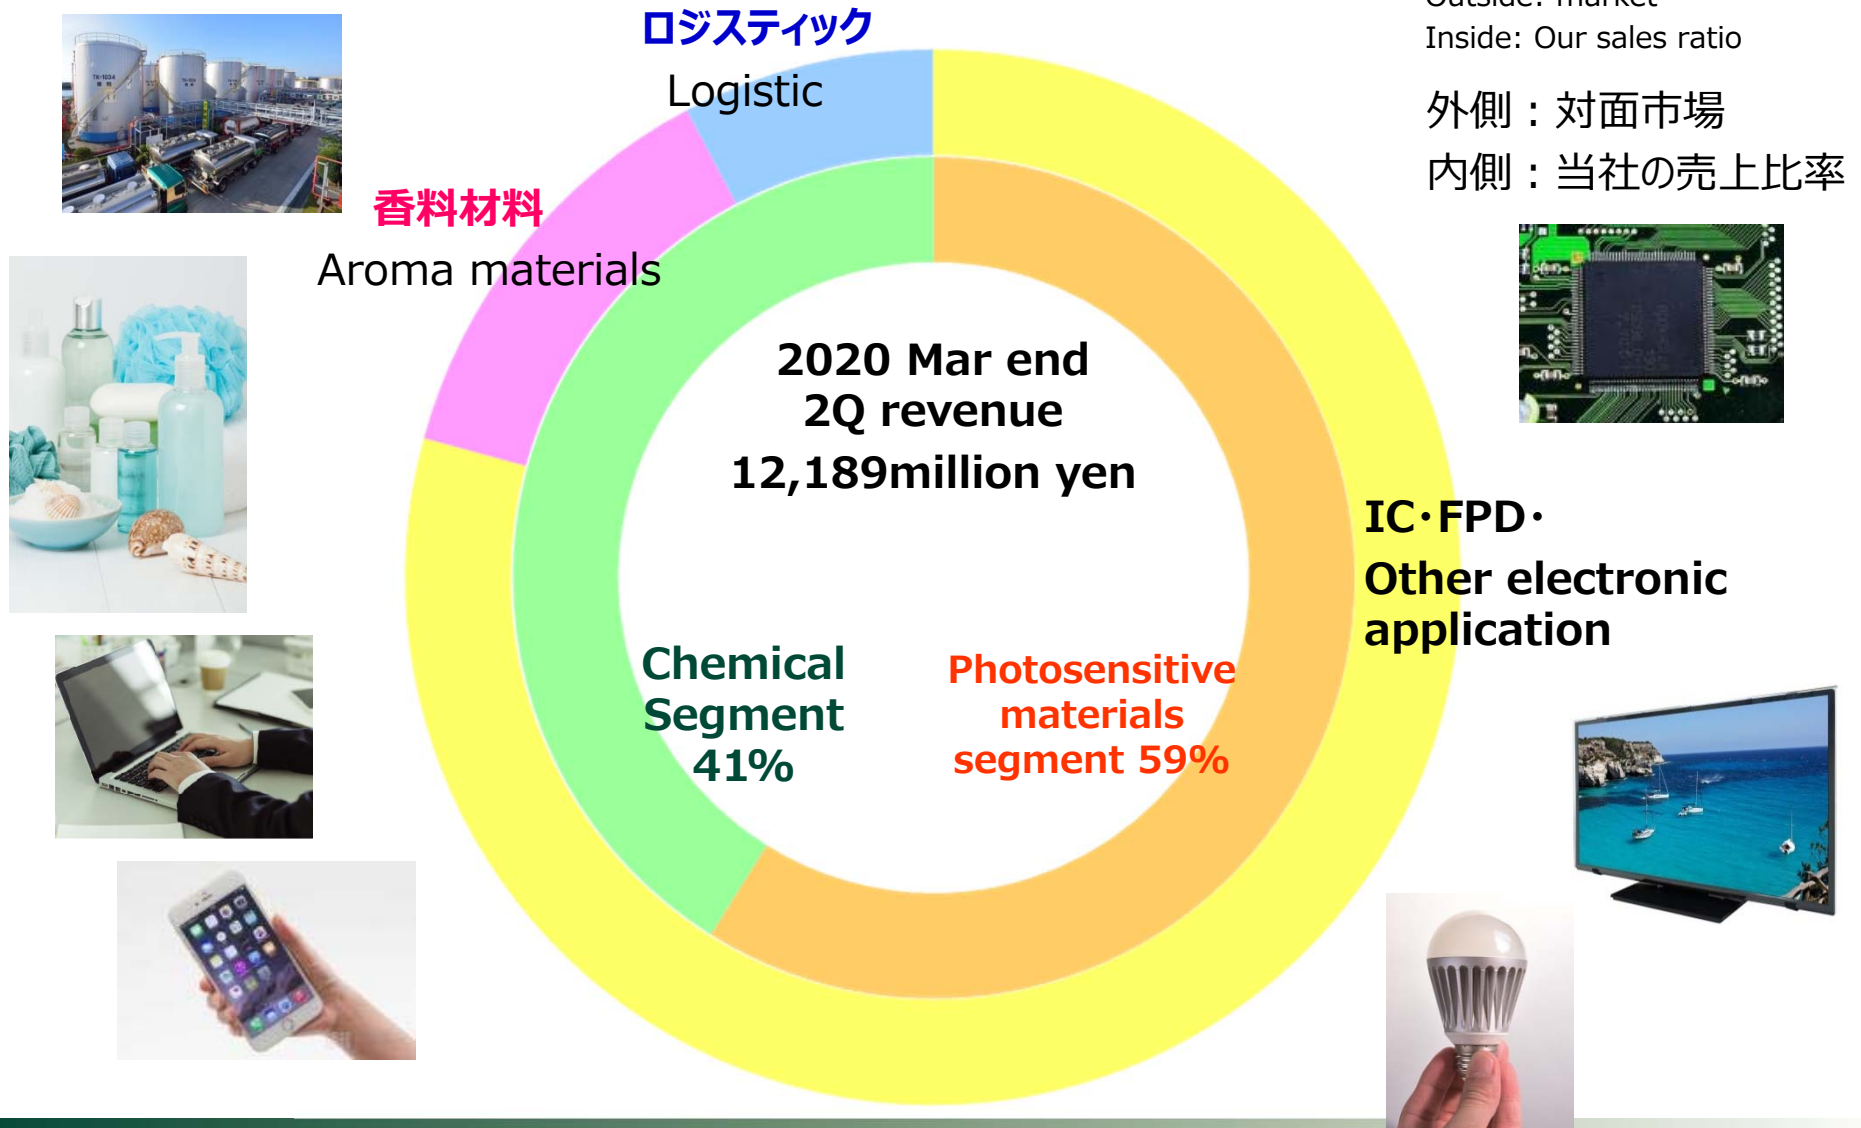 ロジスティック
Logistic
Outside: market
Inside: Our sales ratio
外側：対面市場
内側：当社の売上比率
香料材料
Aroma materials
2020 Mar end
2Q revenue
12,189million yen
IC・FPD・
Other electronic
application
Chemical
Segment
41%
Photosensitive
materials
segment 59%